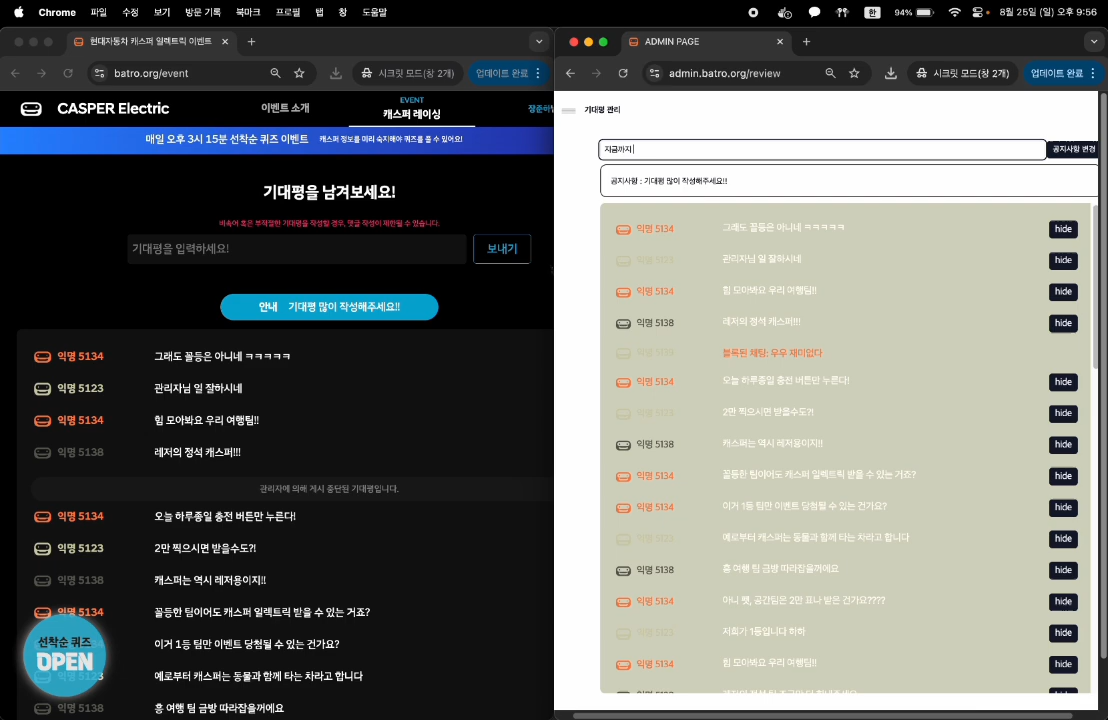 Chrome 파일 수정 보기 방문 기록 북마크 프로필 탭 창 도움말 한 94% 8월 25일 (일) 오후 9:56
현대자동차 캐스퍼 일렉트릭 이벤트
batro.org/event 시크릿 모드(창 2개) 업데이트 완료
CASPER Electric 이벤트 소개 EVENT
캐스퍼 레이싱
매일 오후 3시 15분 선착순 퀴즈 이벤트 캐스퍼 정보를 미리 숙지해야 퀴즈를 풀 수 있어요!
기대평을 남겨보세요!
비속어 혹은 부적절한 기대평을 작성할 경우, 댓글 작성이 제한될 수 있습니다.
기대평을 입력하세요! 보내기
안내 기대평 많이 작성해주세요!!
익명 5134 그래도 꼴등은 아니네 ㅋㅋㅋㅋㅋ
익명 5123 관리자님 일 잘하시네
익명 5134 힘 모아봐요 우리 여행팀!!
익명 5138 레저의 정석 캐스퍼!!!
관리자에 의해 게시 중단된 기대평입니다.
익명 5134 오늘 하루종일 충전 버튼만 누른다!
익명 5123 2만 찍으시면 받을수도?!
익명 5138 캐스퍼는 역시 레저용이지!!
익명 5134 꼴등한 팀이어도 캐스퍼 일렉트릭 받을 수 있는 거죠?
이거 1등 팀만 이벤트 당첨될 수 있는 건가요?
예로부터 캐스퍼는 동물과 함께 타는 차라고 합니다
익명 5138 흥 여행 팀 금방 따라잡을꺼에요
선착순 퀴즈
OPEN
ADMIN PAGE
admin.batro.org/review 시크릿 모드(창 2개) 업데이트 완료
기대평 관리
지금까지 공지사항 변경
공지사항 : 기대평 많이 작성해주세요!!
익명 5134 그래도 꼴등은 아니네 ㅋㅋㅋㅋㅋ hide
익명 5123 관리자님 일 잘하시네 hide
익명 5134 힘 모아봐요 우리 여행팀!! hide
익명 5138 레저의 정석 캐스퍼!!! hide
익명 5123 블록된 채팅: 우우 재미없다
익명 5134 오늘 하루종일 충전 버튼만 누른다! hide
익명 5123 2만 찍으시면 받을수도?! hide
익명 5138 캐스퍼는 역시 레저용이지!! hide
익명 5134 꼴등한 팀이어도 캐스퍼 일렉트릭 받을 수 있는 거죠? hide
익명 5134 이거 1등 팀만 이벤트 당첨될 수 있는 건가요? hide
익명 5123 예로부터 캐스퍼는 동물과 함께 타는 차라고 합니다 hide
익명 5138 흥 여행 팀 금방 따라잡을꺼에요 hide
익명 5134 아니 펫, 공간팀은 2만 표나 받은 건가요???? hide
익명 5123 저희가 1등입니다 하하 hide
익명 5134 힘 모아봐요 우리 여행팀!! hide